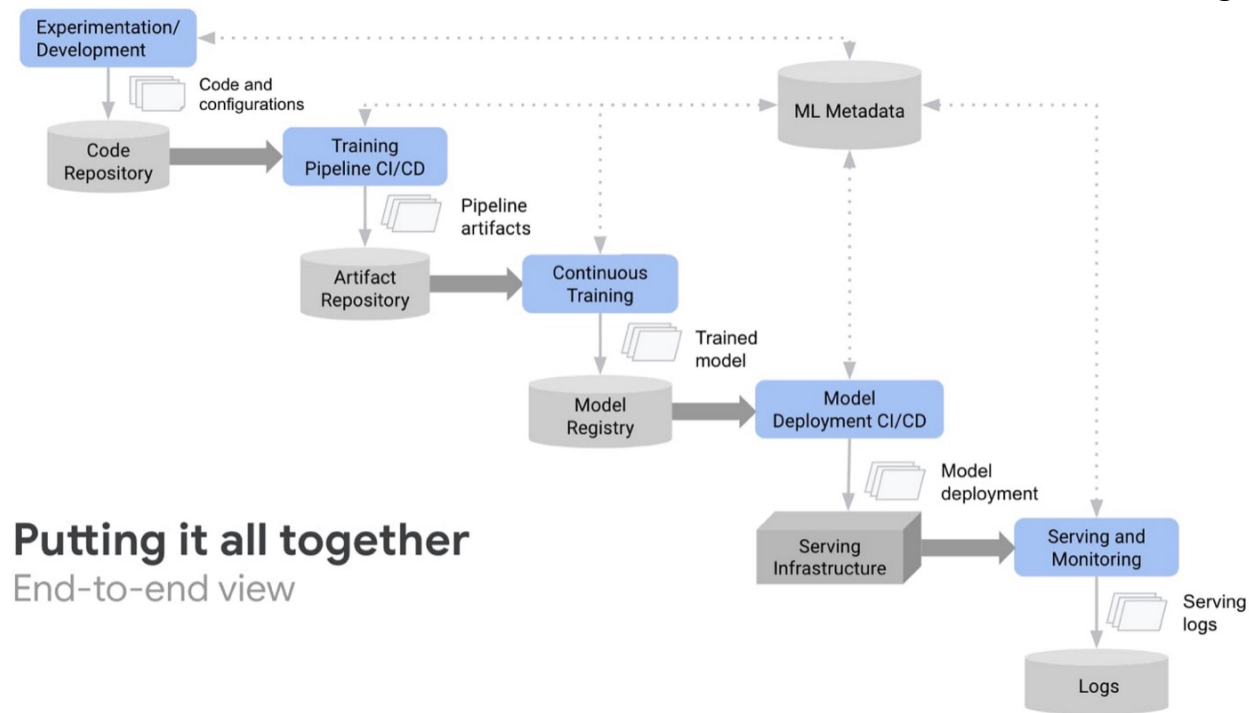 Experimentation/
Development
Code and
configurations
ML Metadata
Code
Repository
Training
Pipeline CI/CD
Pipeline
artifacts
Artifact
Repository
Continuous
Training
Trained
model
Model
Registry
Model
Deployment CI/CD
Model
deployment
Putting it all together
End-to-end view
Serving
Infrastructure
Serving and
Monitoring
Serving
logs
Logs